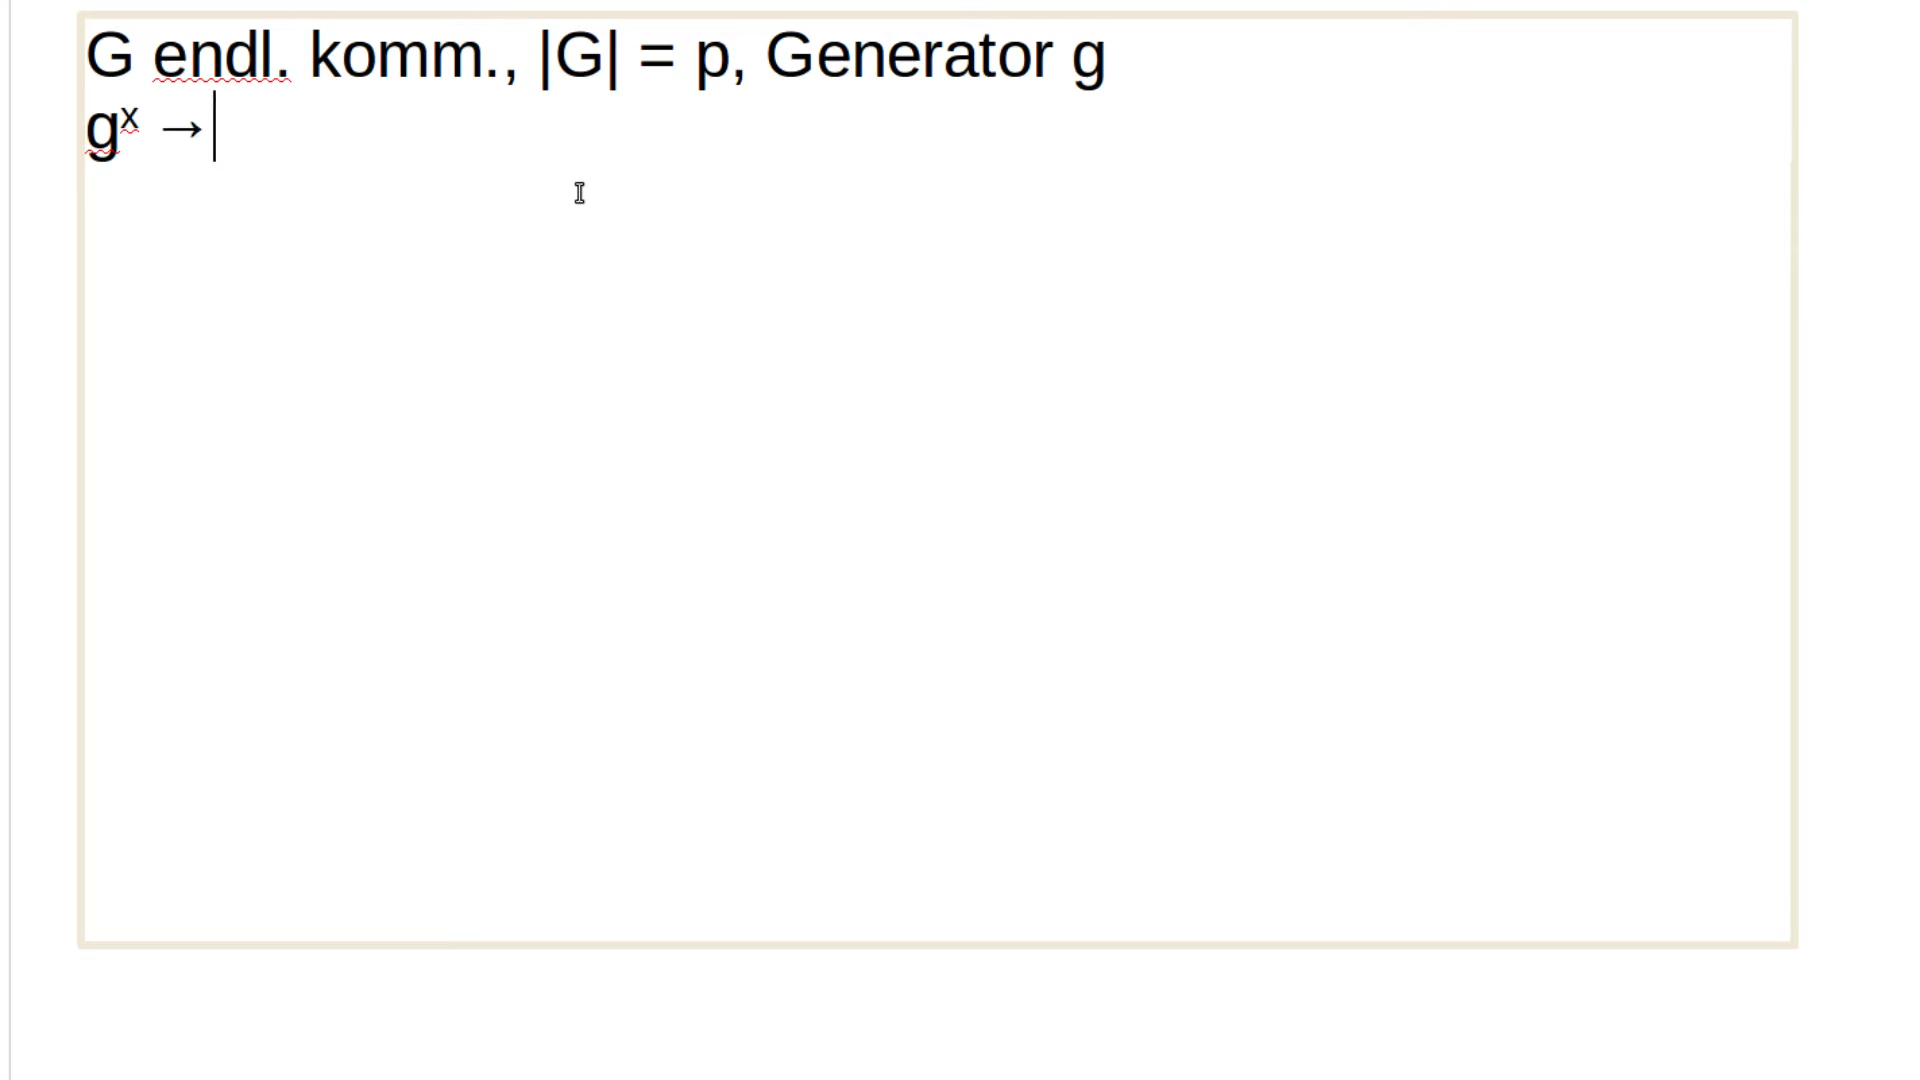 G endl. komm., |G| = p, Generator g
gˣ →